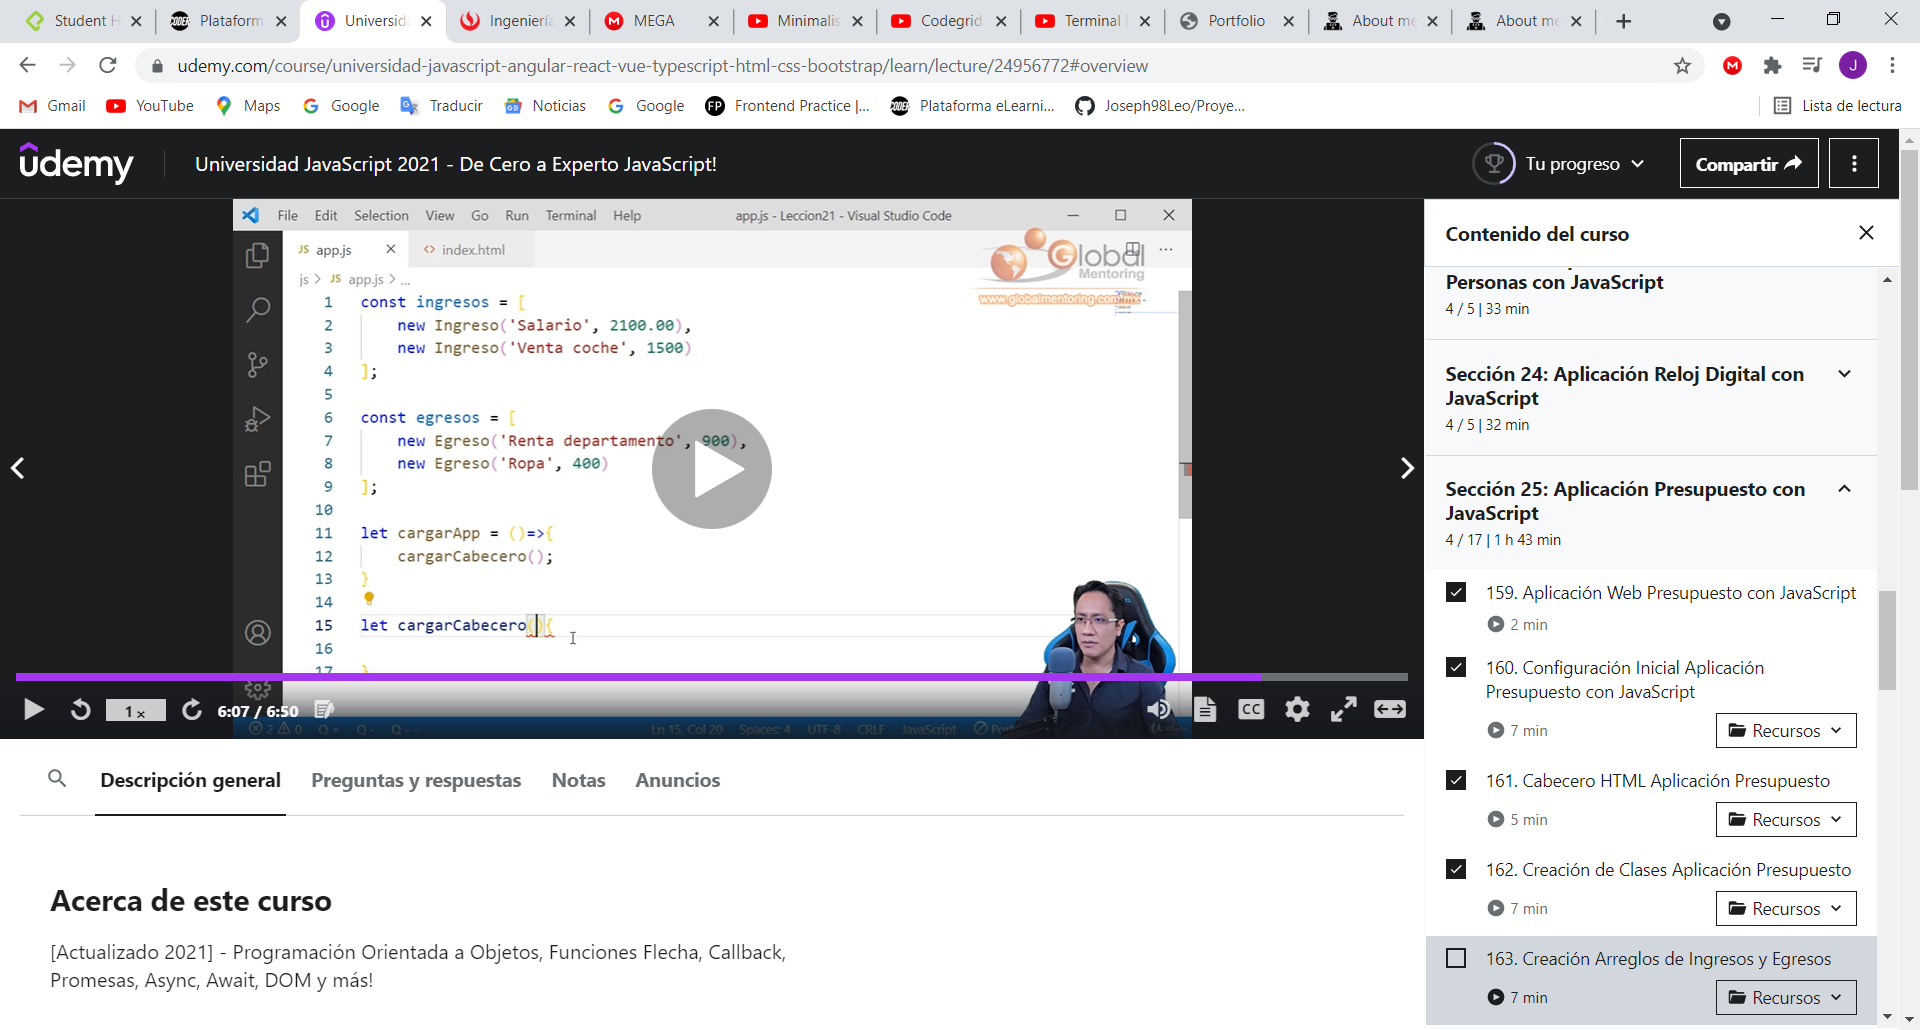 Student H
Plataform
Universid
Ingeniería
MEGA
Minimalis
Codegrid
Terminal
Portfolio
About me
About me
udemy.com/course/universidad-javascript-angular-react-vue-typescript-html-css-bootstrap/learn/lecture/24956772#overview
Gmail
YouTube
Maps
Google
Traducir
Noticias
Google
Frontend Practice |...
Plataforma eLearni...
Joseph98Leo/Proye...
Lista de lectura
udemy
Universidad JavaScript 2021 - De Cero a Experto JavaScript!
Tu progreso
Compartir
File Edit Selection View Go Run Terminal Help
app.js - Leccion21 - Visual Studio Code
JS app.js
<> index.html
Global
Mentoring
www.globalmentoring.com.mx
js > JS app.js > ...
1 const ingresos = [
2 new Ingreso('Salario', 2100.00),
3 new Ingreso('Venta coche', 1500)
4 ];
5
6 const egresos = [
7 new Egreso('Renta departamento', 900),
8 new Egreso('Ropa', 400)
9 ];
10
11 let cargarApp = ()=>{
12 cargarCabecero();
13 }
14
15 let cargarCabecero(){
16
17 }
1 x
6:07 / 6:50
CC
Ln 15, Col 20 Spaces: 4 UTF-8 CRLF JavaScript
Contenido del curso
Personas con JavaScript
4 / 5 | 33 min
Sección 24: Aplicación Reloj Digital con
JavaScript
4 / 5 | 32 min
Sección 25: Aplicación Presupuesto con
JavaScript
4 / 17 | 1 h 43 min
159. Aplicación Web Presupuesto con JavaScript
2 min
160. Configuración Inicial Aplicación
Presupuesto con JavaScript
7 min
Recursos
161. Cabecero HTML Aplicación Presupuesto
5 min
Recursos
162. Creación de Clases Aplicación Presupuesto
7 min
Recursos
163. Creación Arreglos de Ingresos y Egresos
7 min
Recursos
Descripción general
Preguntas y respuestas
Notas
Anuncios
Acerca de este curso
[Actualizado 2021] - Programación Orientada a Objetos, Funciones Flecha, Callback,
Promesas, Async, Await, DOM y más!